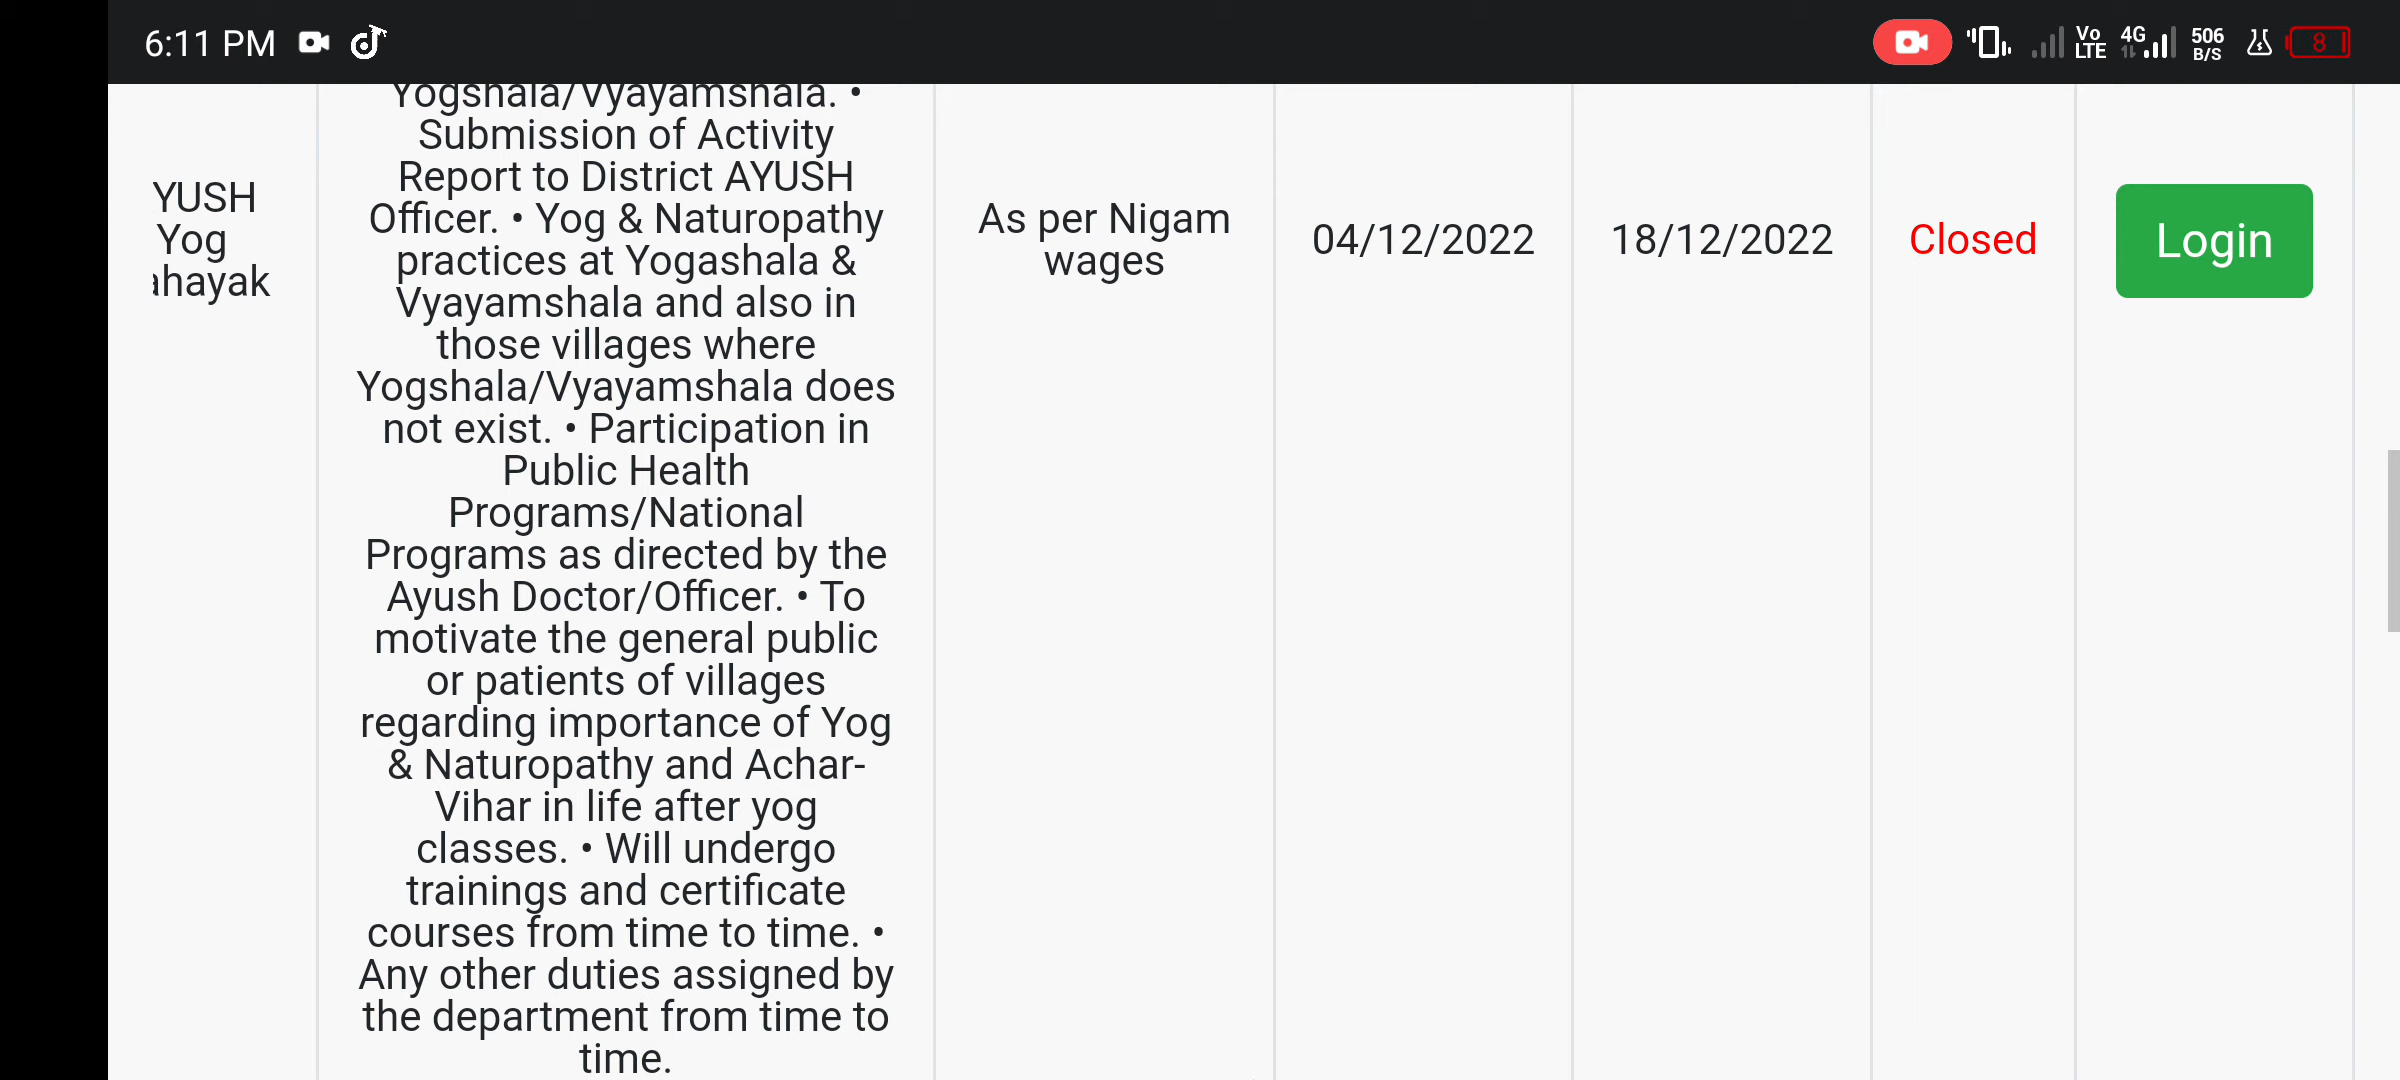 6:11 PM
Vo LTE 4G 506 B/S 8
YUSH
Yog
ahayak
Yogshala/Vyayamshala. •
Submission of Activity
Report to District AYUSH
Officer. • Yog & Naturopathy
practices at Yogashala &
Vyayamshala and also in
those villages where
Yogshala/Vyayamshala does
not exist. • Participation in
Public Health
Programs/National
Programs as directed by the
Ayush Doctor/Officer. • To
motivate the general public
or patients of villages
regarding importance of Yog
& Naturopathy and Achar-
Vihar in life after yog
classes. • Will undergo
trainings and certificate
courses from time to time. •
Any other duties assigned by
the department from time to
time.
As per Nigam
wages
04/12/2022
18/12/2022
Closed
Login